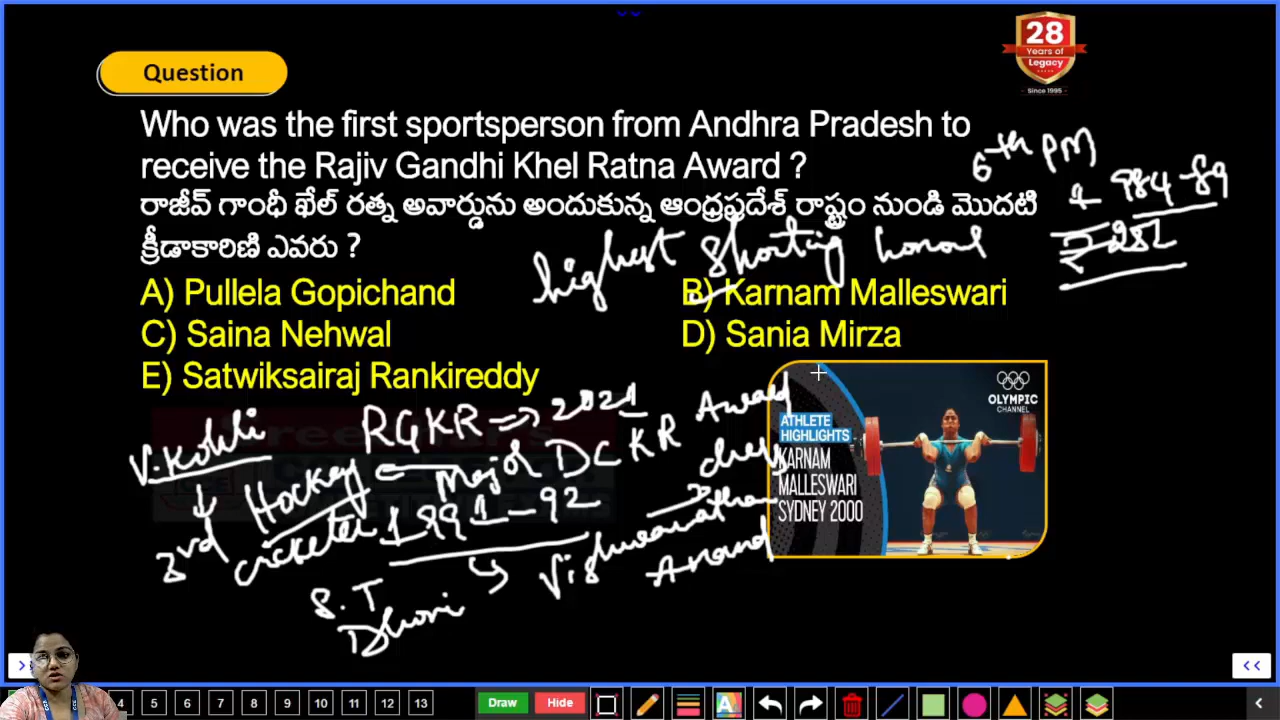 28
Years of
Legacy
Since 1995
Question
Who was the first sportsperson from Andhra Pradesh to
receive the Rajiv Gandhi Khel Ratna Award ?
6th PM
1984-89
రాజీవ్ గాంధీ ఖేల్ రత్న అవార్డును అందుకున్న ఆంధ్రప్రదేశ్ రాష్ట్రం నుండి మొదటి
క్రీడాకారిణి ఎవరు ?
highest Sporting honour
A) Pullela Gopichand
B) Karnam Malleswari
C) Saina Nehwal
D) Sania Mirza
E) Satwiksairaj Rankireddy
RGKR => 2021
Major DCKR Award
Hockey
V. Kohli
3rd cricketer 1991-92
chess
Vishwanathan
Anand
S. T
Dhoni
OLYMPIC
CHANNEL
ATHLETE
HIGHLIGHTS
KARNAM
MALLESWARI
SYDNEY 2000
4 5 6 7 8 9 10 11 12 13
Draw Hide